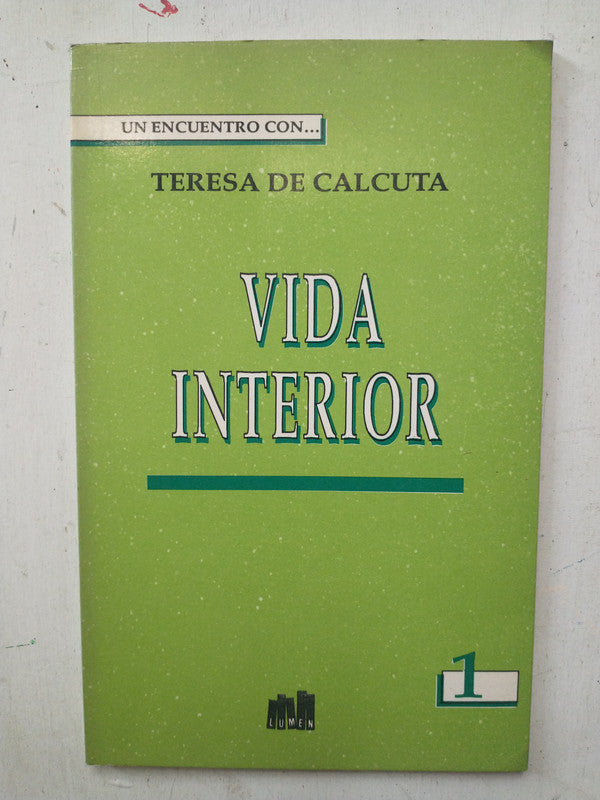 UN ENCUENTRO CON...
TERESA DE CALCUTA
VIDA
INTERIOR
1
LUMEN